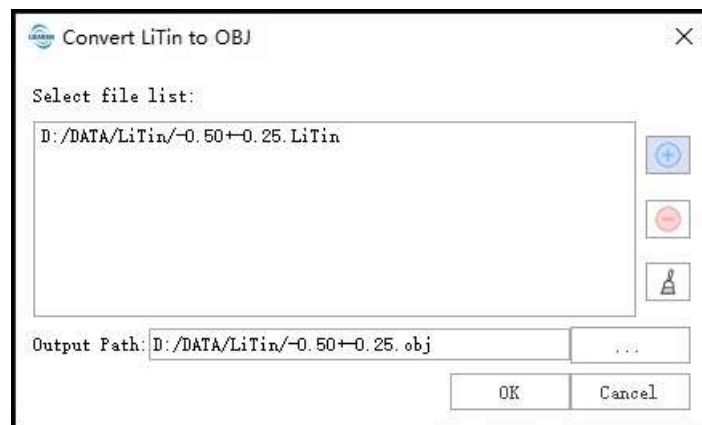 Convert LiTin to OBJ
Select file list:
D:/DATA/LiTin/-0.50+-0.25.LiTin
Output Path: D:/DATA/LiTin/-0.50+-0.25.obj ...
OK Cancel